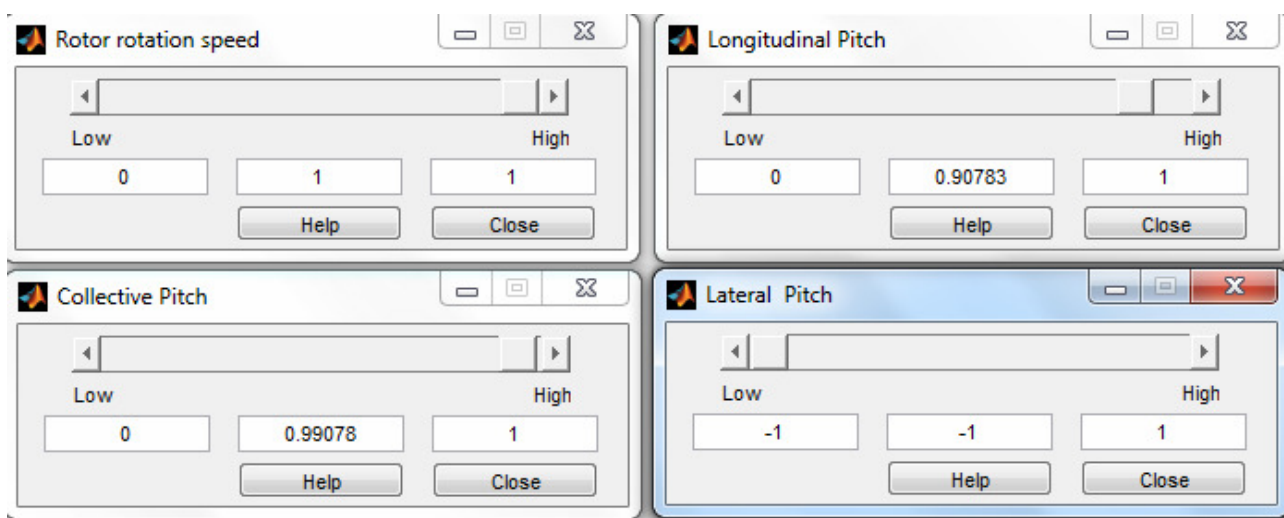 Rotor rotation speed
Low High
0 1 1
Help Close
Longitudinal Pitch
Low High
0 0.90783 1
Help Close
Collective Pitch
Low High
0 0.99078 1
Help Close
Lateral Pitch
Low High
-1 -1 1
Help Close